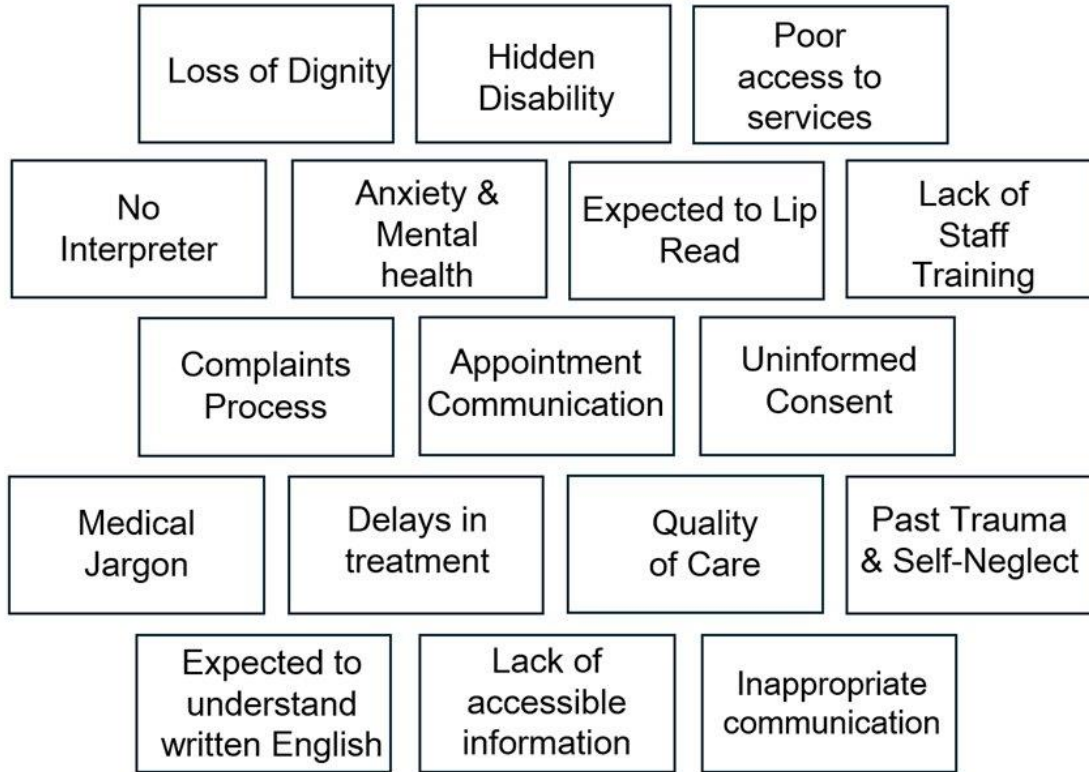 Loss of Dignity
Hidden
Disability
Poor
access to
services
No
Interpreter
Anxiety &
Mental
health
Expected to Lip
Read
Lack of
Staff
Training
Complaints
Process
Appointment
Communication
Uninformed
Consent
Medical
Jargon
Delays in
treatment
Quality
of Care
Past Trauma
& Self-Neglect
Expected to
understand
written English
Lack of
accessible
information
Inappropriate
communication